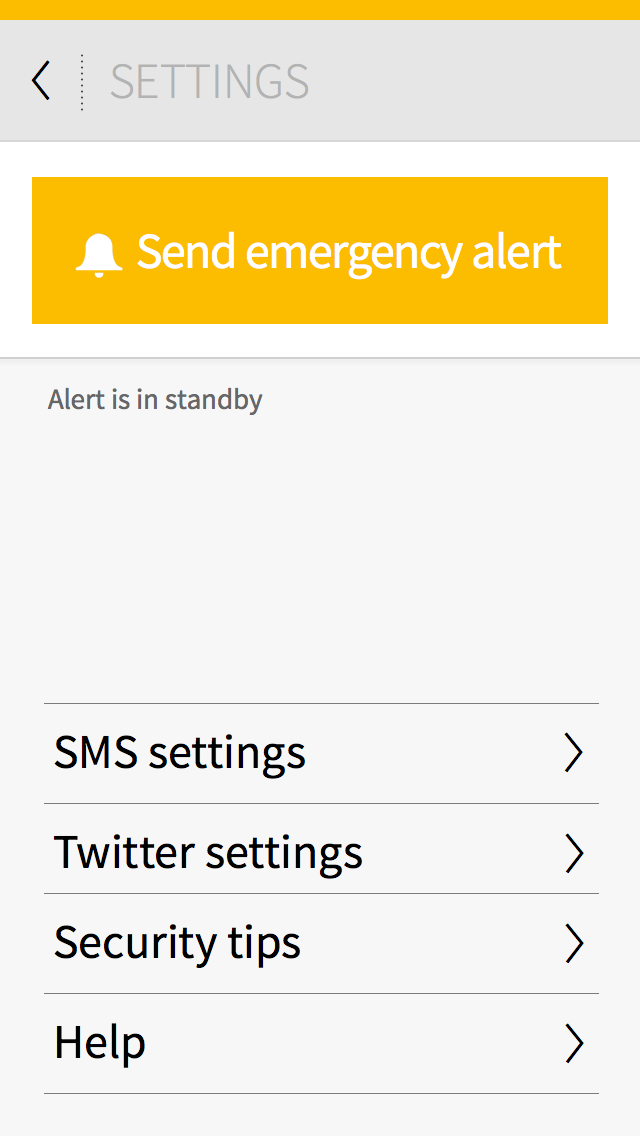 SETTINGS
Send emergency alert
Alert is in standby
SMS settings
Twitter settings
Security tips
Help